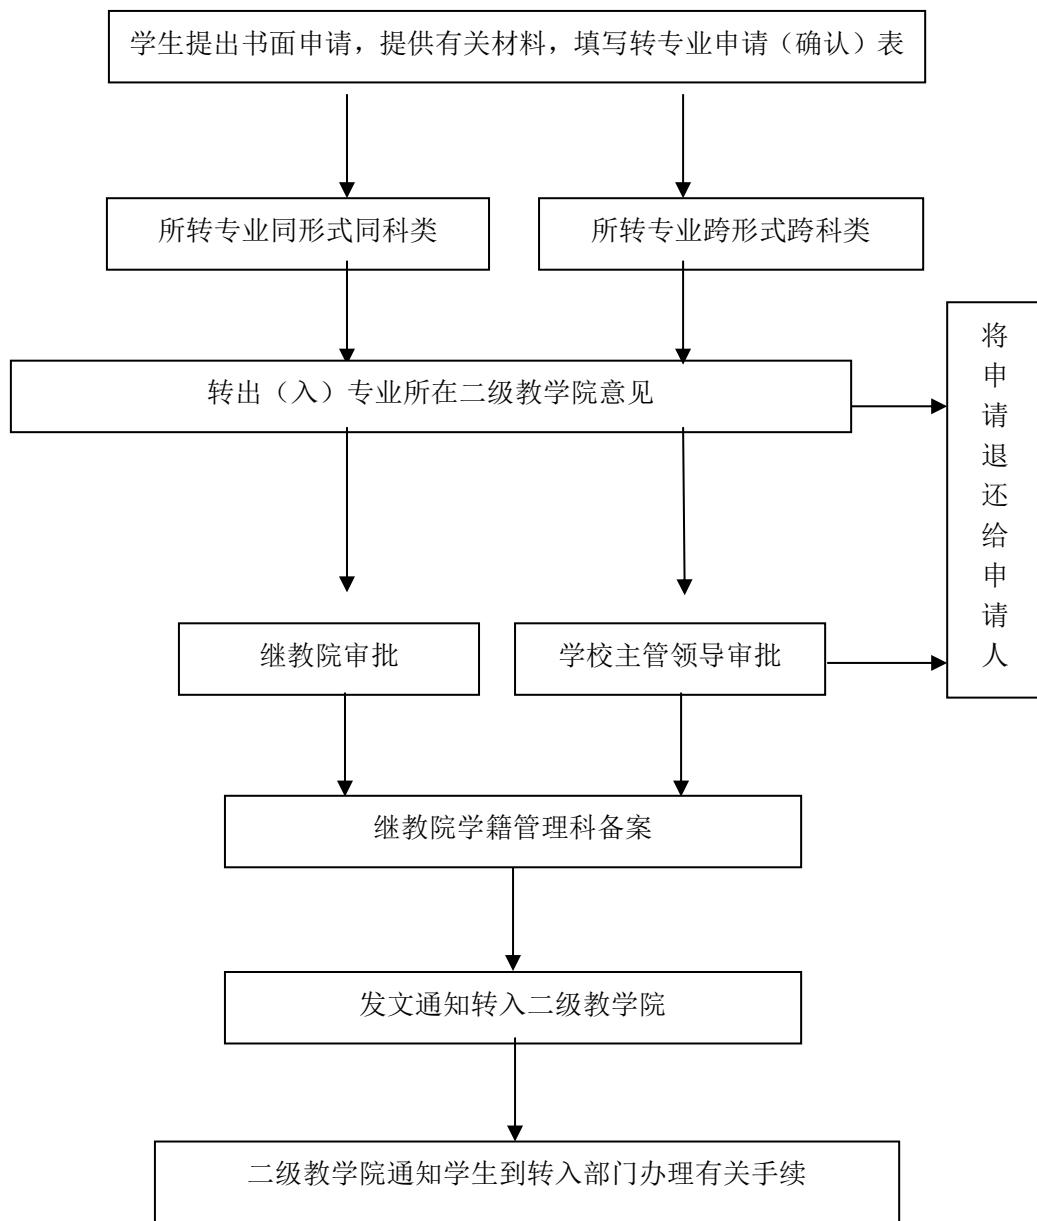 学生提出书面申请，提供有关材料，填写转专业申请（确认）表
所转专业同形式同科类
所转专业跨形式跨科类
转出（入）专业所在二级教学院意见
将申请退还给申请人
继教院审批
学校主管领导审批
继教院学籍管理科备案
发文通知转入二级教学院
二级教学院通知学生到转入部门办理有关手续